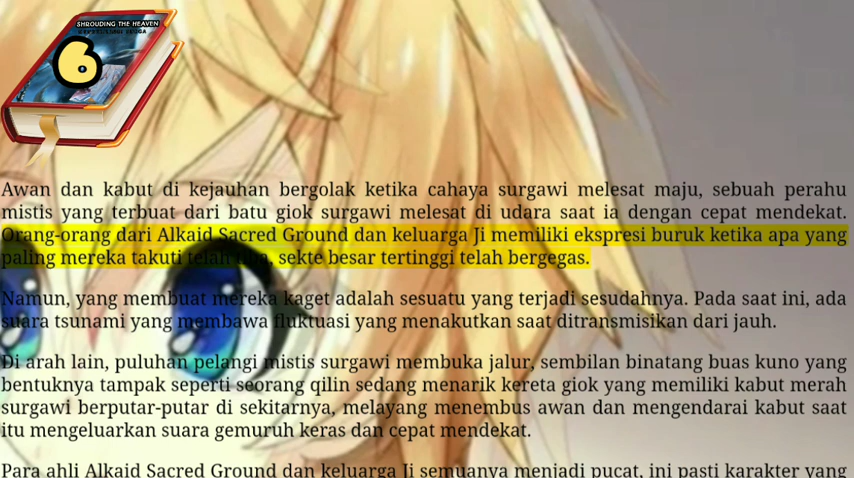 SHROUDING THE HEAVEN
6
Awan dan kabut di kejauhan bergolak ketika cahaya surgawi melesat maju, sebuah perahu
mistis yang terbuat dari batu giok surgawi melesat di udara saat ia dengan cepat mendekat.
Orang-orang dari Alkaid Sacred Ground dan keluarga Ji memiliki ekspresi buruk ketika apa yang
paling mereka takuti telah tiba, sekte besar tertinggi telah bergegas.
Namun, yang membuat mereka kaget adalah sesuatu yang terjadi sesudahnya. Pada saat ini, ada
suara tsunami yang membawa fluktuasi yang menakutkan saat ditransmisikan dari jauh.
Di arah lain, puluhan pelangi mistis surgawi membuka jalur, sembilan binatang buas kuno yang
bentuknya tampak seperti seorang qilin sedang menarik kereta giok yang memiliki kabut merah
surgawi berputar-putar di sekitarnya, melayang menembus awan dan mengendarai kabut saat
itu mengeluarkan suara gemuruh keras dan cepat mendekat.
Para ahli Alkaid Sacred Ground dan keluarga Ji semuanya menjadi pucat, ini pasti karakter yang